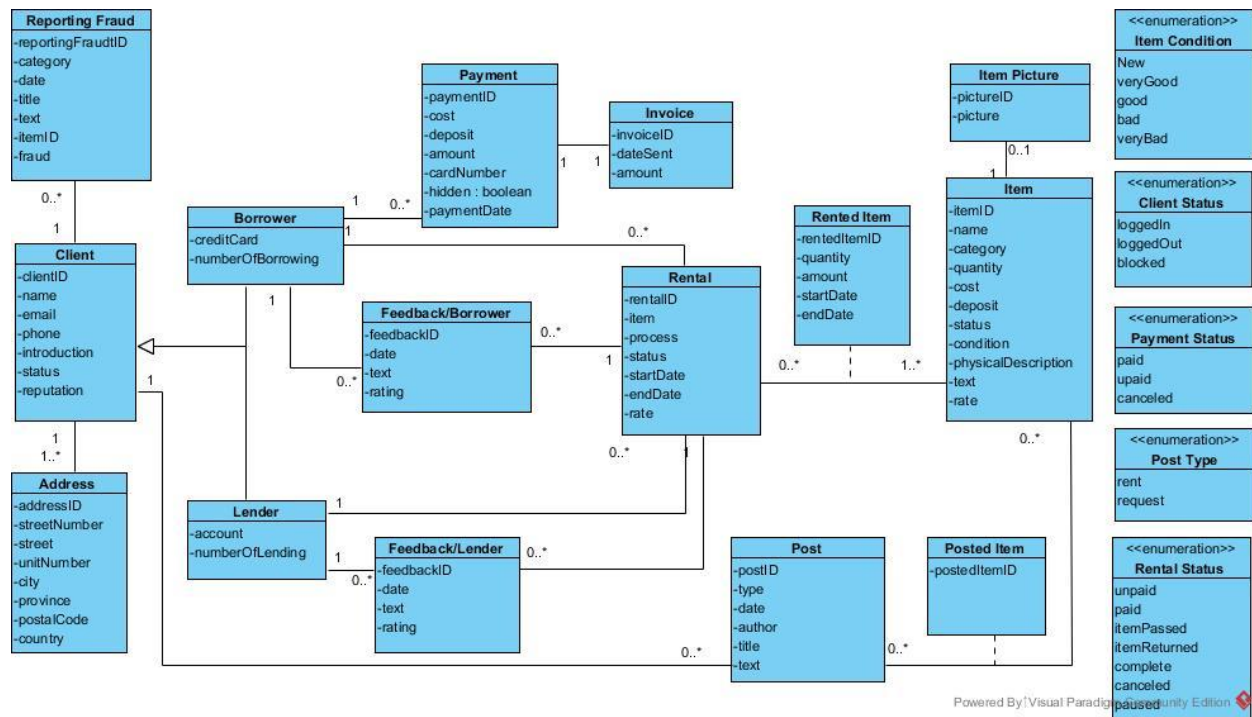 Reporting Fraud
-reportingFraudtID
-category
-date
-title
-text
-itemID
-fraud
0..*
1
Client
-clientID
-name
-email
-phone
-introduction
-status
-reputation
1
1
1..*
Address
-addressID
-streetNumber
-street
-unitNumber
-city
-province
-postalCode
-country
Borrower
-creditCard
-numberOfBorrowing
1
0..*
1
0..*
1
0..*
Payment
-paymentID
-cost
-deposit
-amount
-cardNumber
-hidden : boolean
-paymentDate
1
1
Invoice
-invoiceID
-dateSent
-amount
Feedback/Borrower
-feedbackID
-date
-text
-rating
0..*
1
Rental
-rentalID
-item
-process
-status
-startDate
-endDate
-rate
0..*
1
Lender
-account
-numberOfLending
1
1
0..*
Feedback/Lender
-feedbackID
-date
-text
-rating
0..*
Rented Item
-rentedItemID
-quantity
-amount
-startDate
-endDate
0..*
1..*
Item Picture
-pictureID
-picture
0..1
1
Item
-itemID
-name
-category
-quantity
-cost
-deposit
-status
-condition
-physicalDescription
-text
-rate
0..*
Post
-postID
-type
-date
-author
-title
-text
0..*
0..*
Posted Item
-postedItemID
<<enumeration>>
Item Condition
New
veryGood
good
bad
veryBad
<<enumeration>>
Client Status
loggedIn
loggedOut
blocked
<<enumeration>>
Payment Status
paid
upaid
canceled
<<enumeration>>
Post Type
rent
request
<<enumeration>>
Rental Status
unpaid
paid
itemPassed
itemReturned
complete
canceled
paused
Powered By Visual Paradigm Community Edition